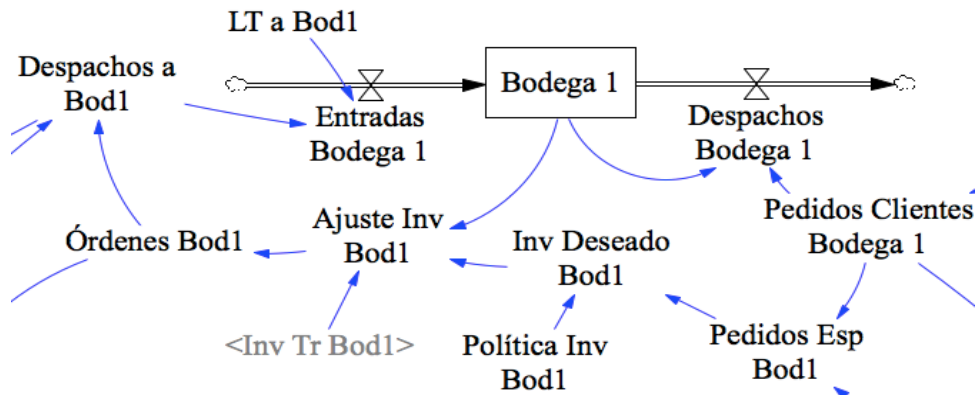 LT a Bod1
Despachos a
Bod1
Entradas
Bodega 1
Bodega 1
Despachos
Bodega 1
Órdenes Bod1
Ajuste Inv
Bod1
Inv Deseado
Bod1
Pedidos Clientes
Bodega 1
<Inv Tr Bod1>
Política Inv
Bod1
Pedidos Esp
Bod1